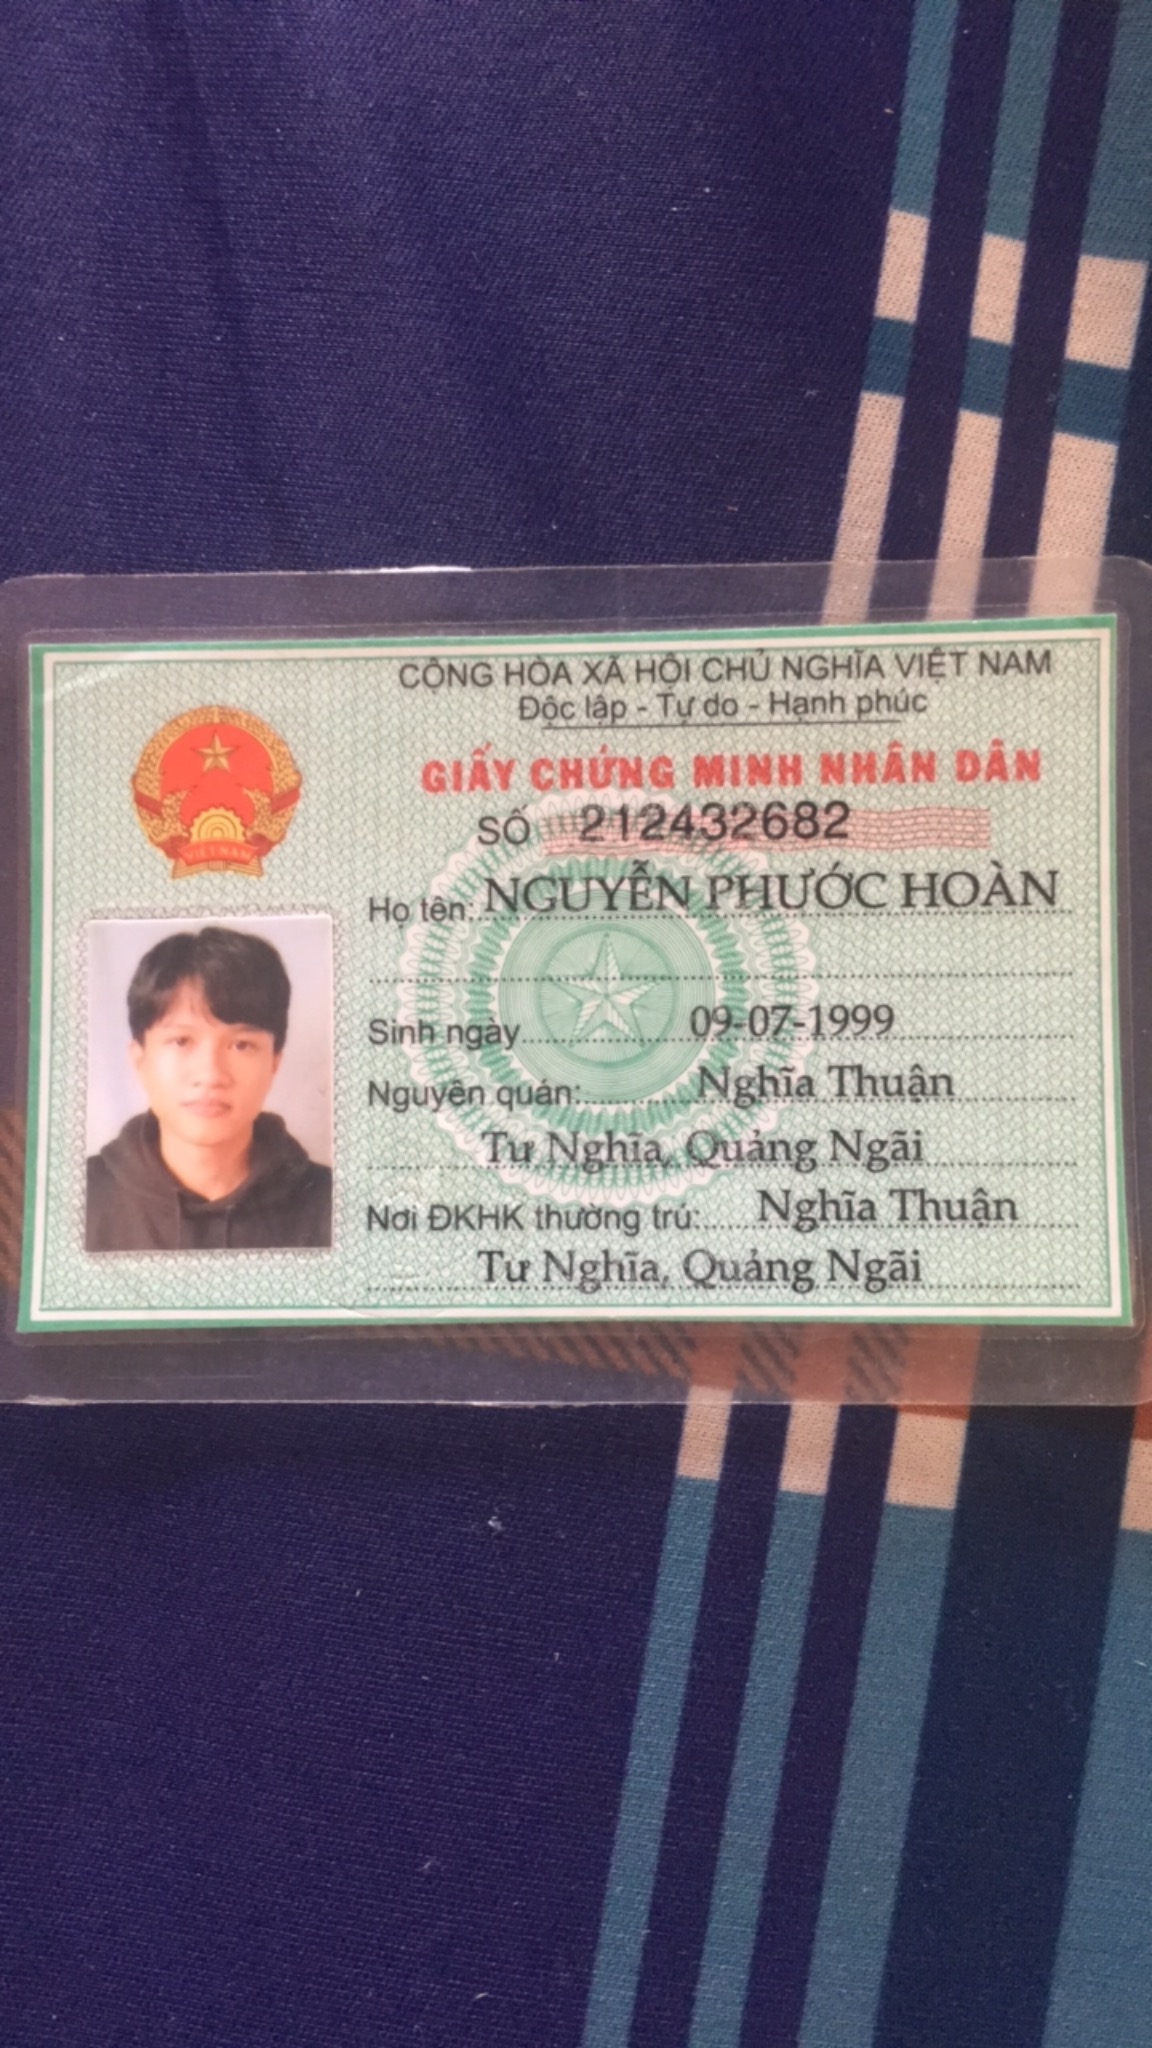 CỘNG HÒA XÃ HỘI CHỦ NGHĨA VIỆT NAM
Độc lập - Tự do - Hạnh phúc
GIẤY CHỨNG MINH NHÂN DÂN
SỐ 212432682
Họ tên: NGUYỄN PHƯỚC HOÀN
Sinh ngày 09-07-1999
Nguyên quán: Nghĩa Thuận
Tư Nghĩa, Quảng Ngãi
Nơi ĐKHK thường trú: Nghĩa Thuận
Tư Nghĩa, Quảng Ngãi
VIỆT NAM